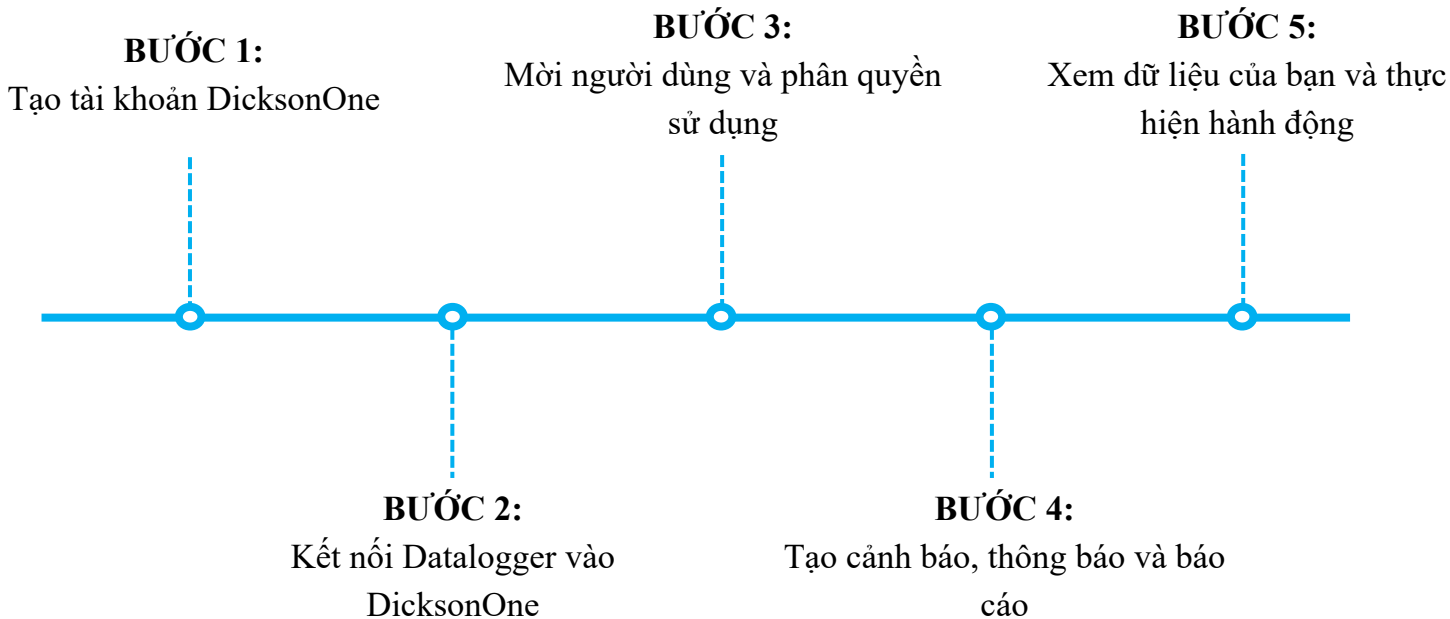 BƯỚC 1:
Tạo tài khoản DicksonOne
BƯỚC 2:
Kết nối Datalogger vào
DicksonOne
BƯỚC 3:
Mời người dùng và phân quyền
sử dụng
BƯỚC 4:
Tạo cảnh báo, thông báo và báo
cáo
BƯỚC 5:
Xem dữ liệu của bạn và thực
hiện hành động